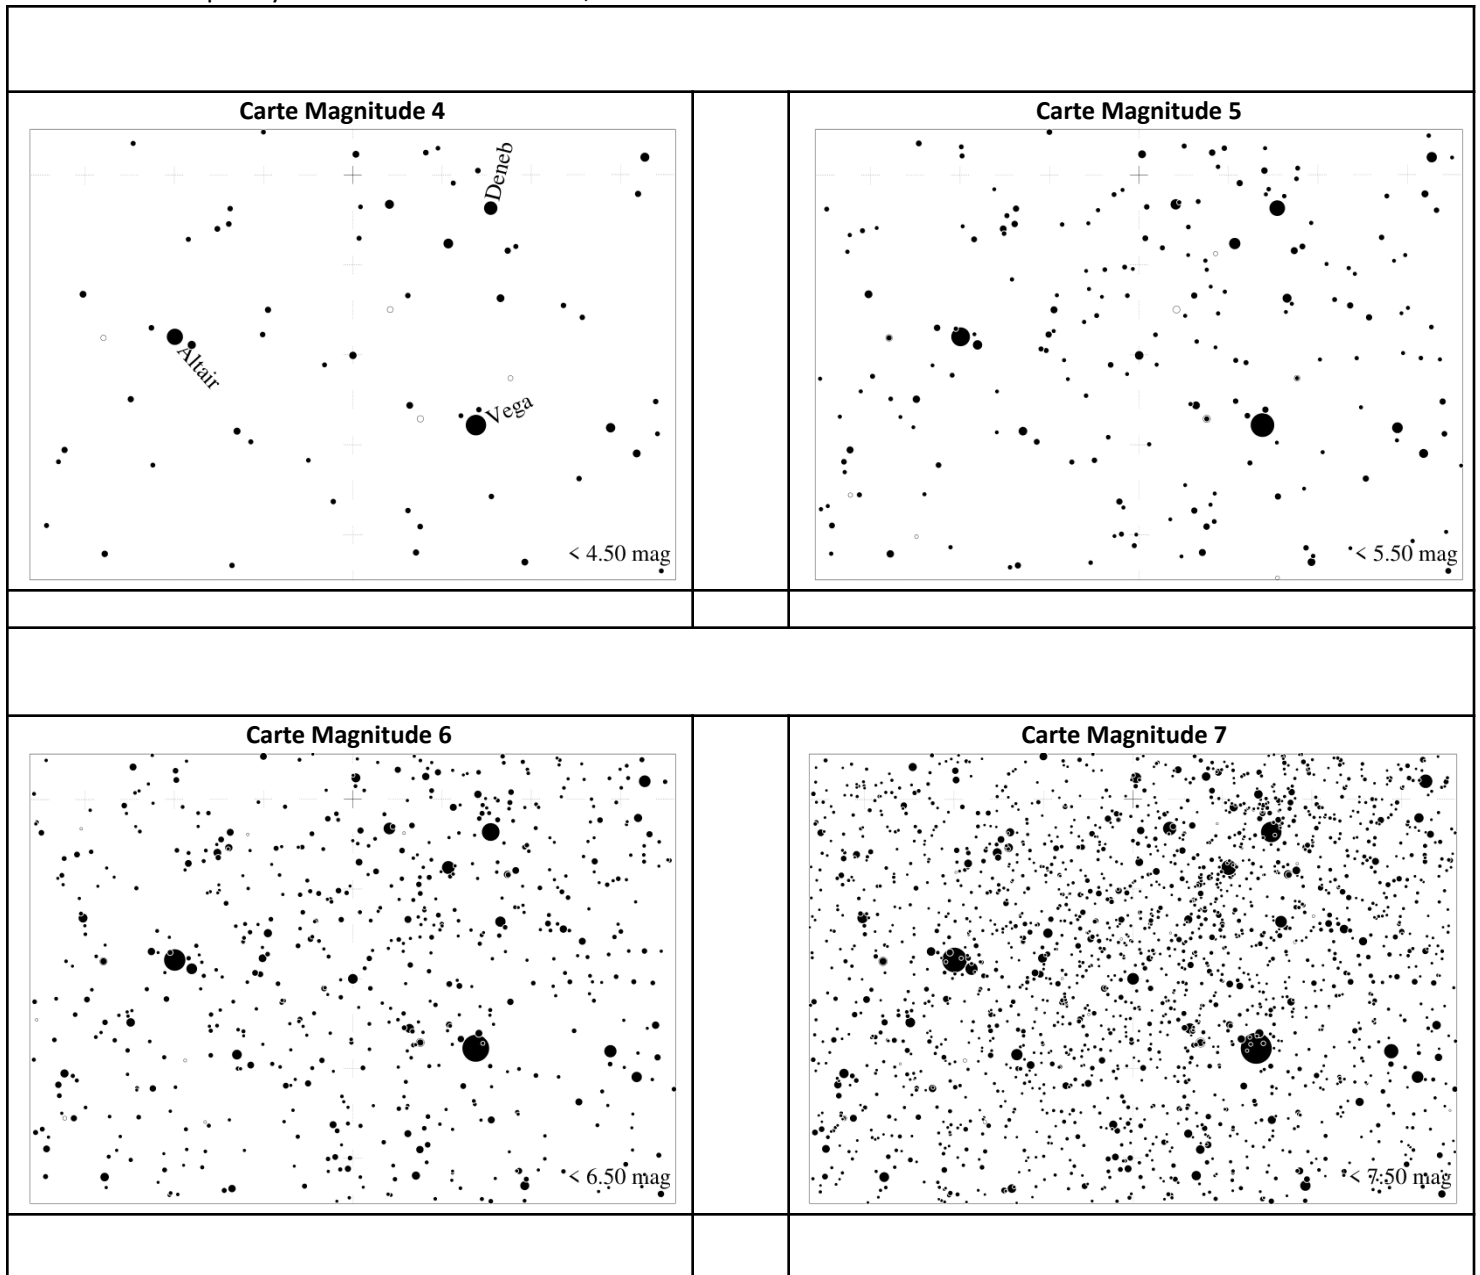 Carte Magnitude 4
Carte Magnitude 5
Deneb
Altair
Vega
< 4.50 mag
< 5.50 mag
Carte Magnitude 6
Carte Magnitude 7
< 6.50 mag
< 7.50 mag